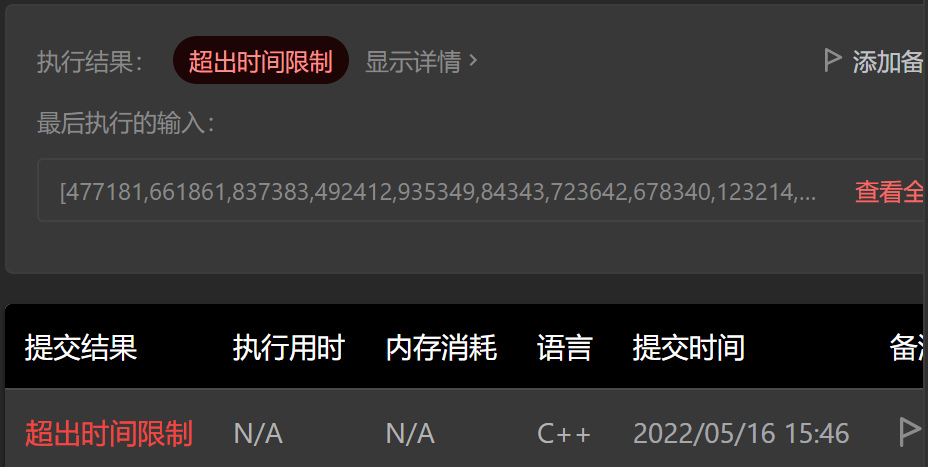 执行结果： 超出时间限制 显示详情 › 添加备
最后执行的输入：
[477181,661861,837383,492412,935349,84343,723642,678340,123214,... 查看全
提交结果 执行用时 内存消耗 语言 提交时间 备
超出时间限制 N/A N/A C++ 2022/05/16 15:46